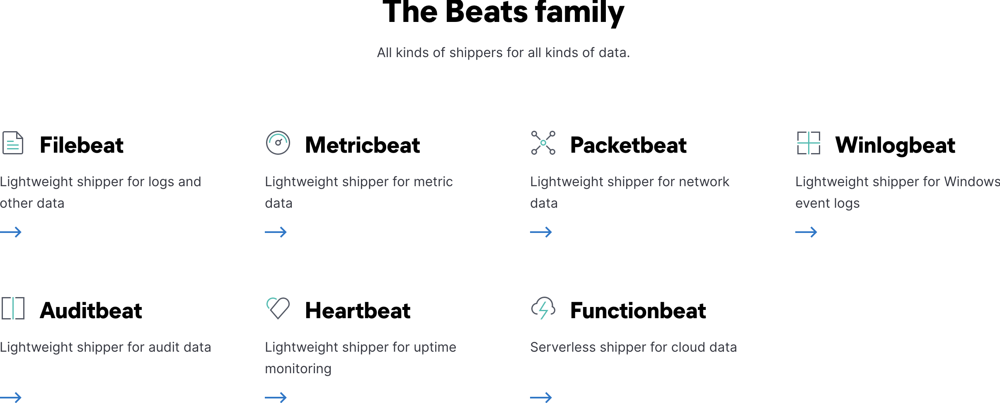 The Beats family
All kinds of shippers for all kinds of data.
Filebeat
Lightweight shipper for logs and
other data
Metricbeat
Lightweight shipper for metric
data
Packetbeat
Lightweight shipper for network
data
Winlogbeat
Lightweight shipper for Windows
event logs
Auditbeat
Lightweight shipper for audit data
Heartbeat
Lightweight shipper for uptime
monitoring
Functionbeat
Serverless shipper for cloud data